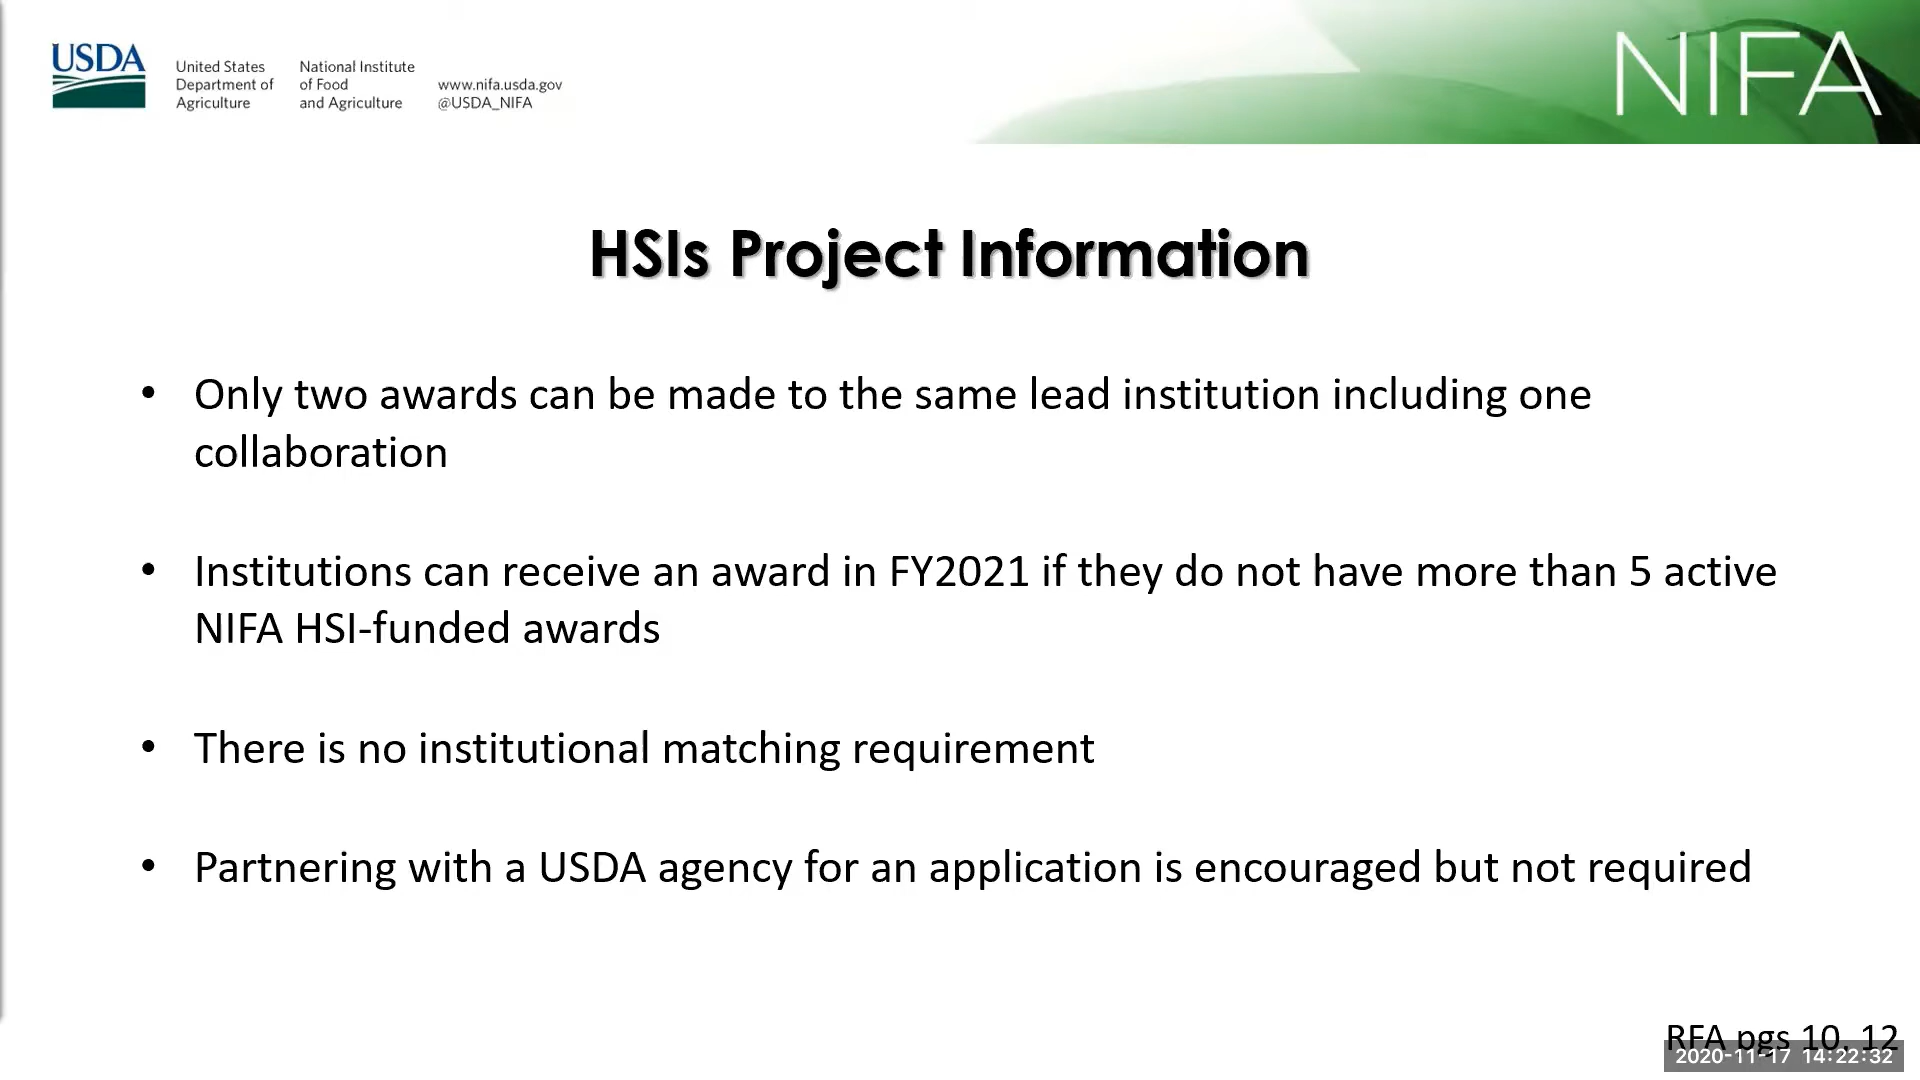 USDA
United States
Department of
Agriculture
National Institute
of Food
and Agriculture
www.nifa.usda.gov
@USDA_NIFA
NIFA
HSIs Project Information
• Only two awards can be made to the same lead institution including one
collaboration
• Institutions can receive an award in FY2021 if they do not have more than 5 active
NIFA HSI-funded awards
• There is no institutional matching requirement
• Partnering with a USDA agency for an application is encouraged but not required
RFA pgs 10, 12
2020-11-17 14:22:32